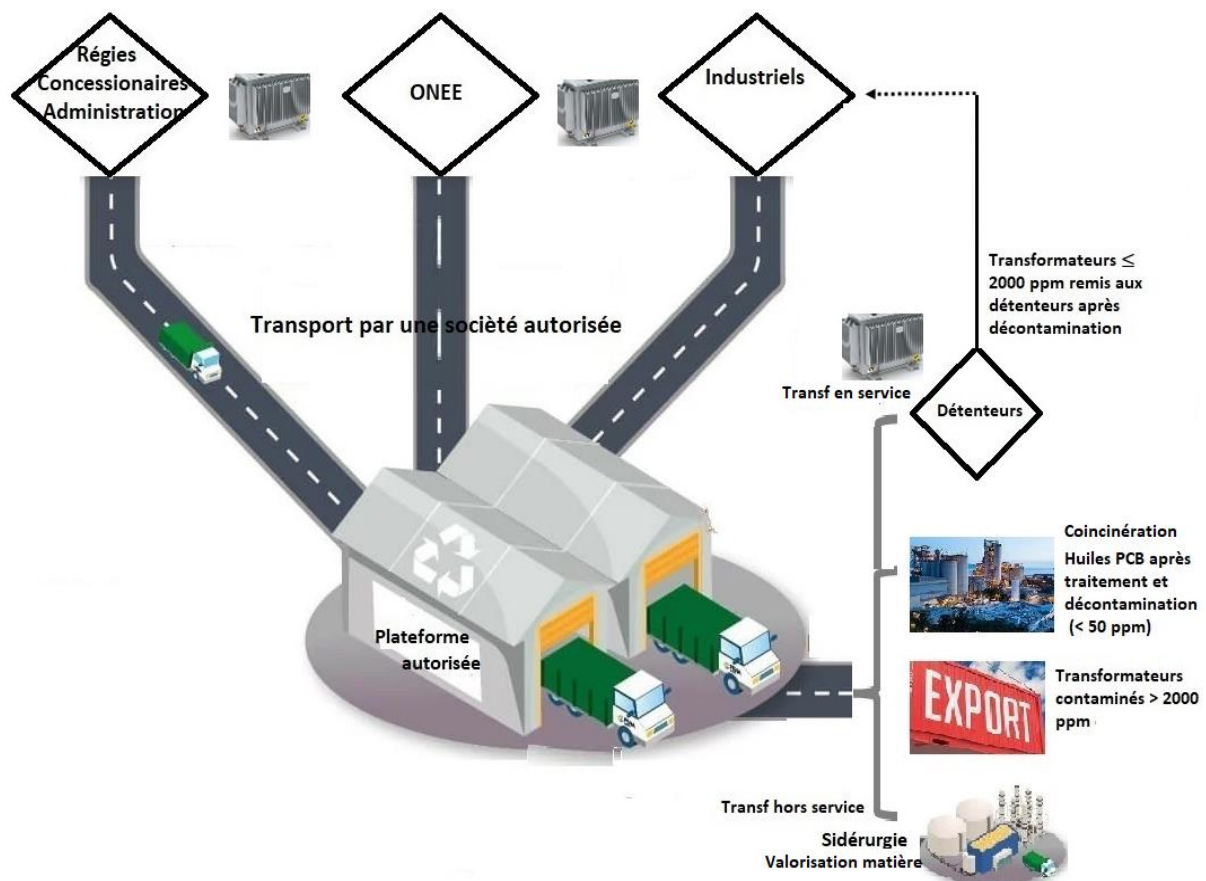 Régies
Concessionaires
Administration
ONEE
Industriels
Transport par une socièté autorisée
Transformateurs ≤
2000 ppm remis aux
détenteurs après
décontamination
Transf en service
Détenteurs
Coincinération
Huiles PCB après
traitement et
décontamination
(< 50 ppm)
Plateforme
autorisée
EXPORT
Transformateurs
contaminés > 2000
ppm
Transf hors service
Sidérurgie
Valorisation matière